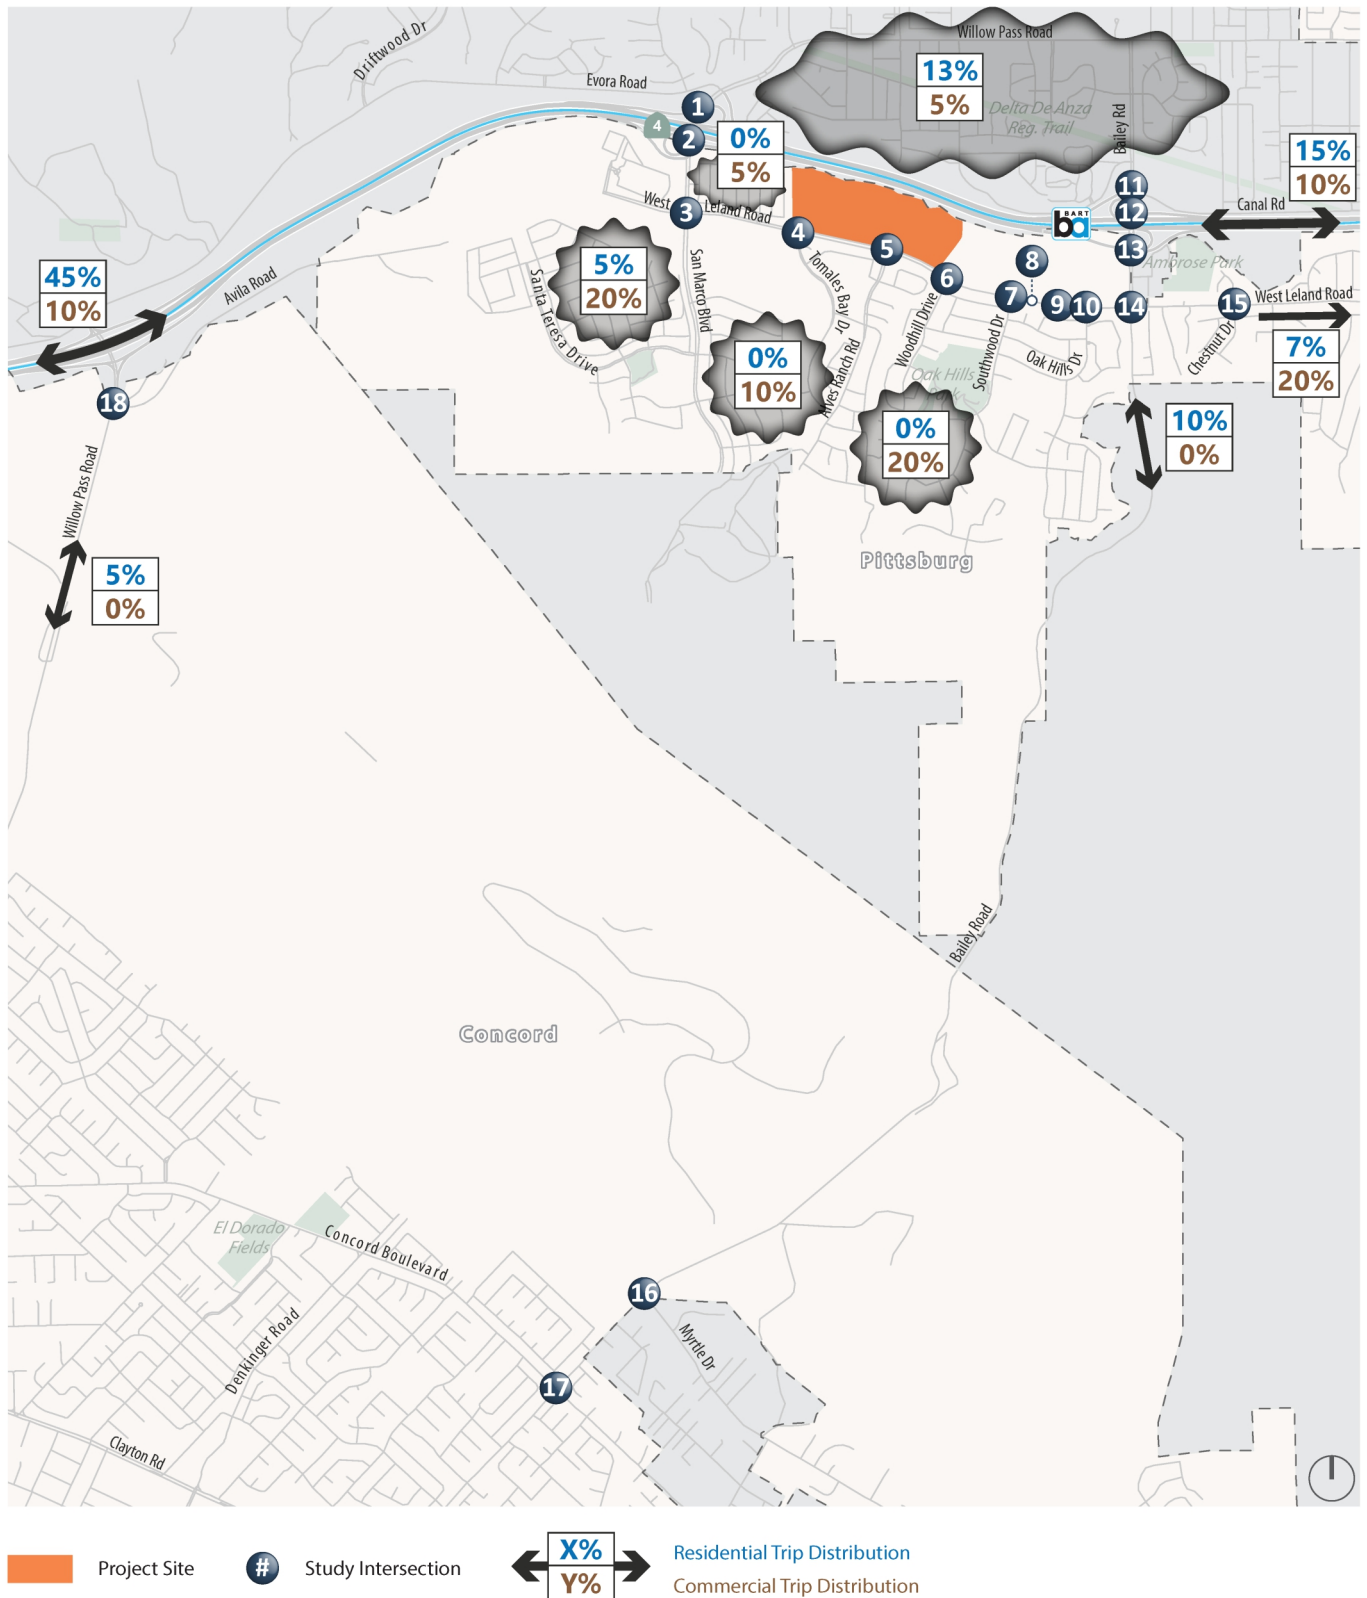 Willow Pass Road
Driftwood Dr
Evora Road
13%
5%
Delta De Anza
Reg. Trail
Bailey Rd
1
4
2
0%
5%
15%
10%
11
12
Canal Rd
BART
ba
West Leland Road
3
4
5
13
Ambrose Park
8
5%
20%
45%
10%
Avila Road
Santa Teresa Drive
San Marco Blvd
Tomales Bay Dr
6
7
9
10
14
15
West Leland Road
7%
20%
Woodhill Drive
Southwood Dr
Oak Hills Dr
Chestnut Dr
0%
10%
Alves Ranch Rd
Oak Hills
Park
0%
20%
10%
0%
18
Willow Pass Road
5%
0%
Pittsburg
Bailey Road
Concord
El Dorado
Fields
Concord Boulevard
16
Myrtle Dr
Denkinger Road
17
Clayton Rd
Project Site
#
Study Intersection
X%
Y%
Residential Trip Distribution
Commercial Trip Distribution